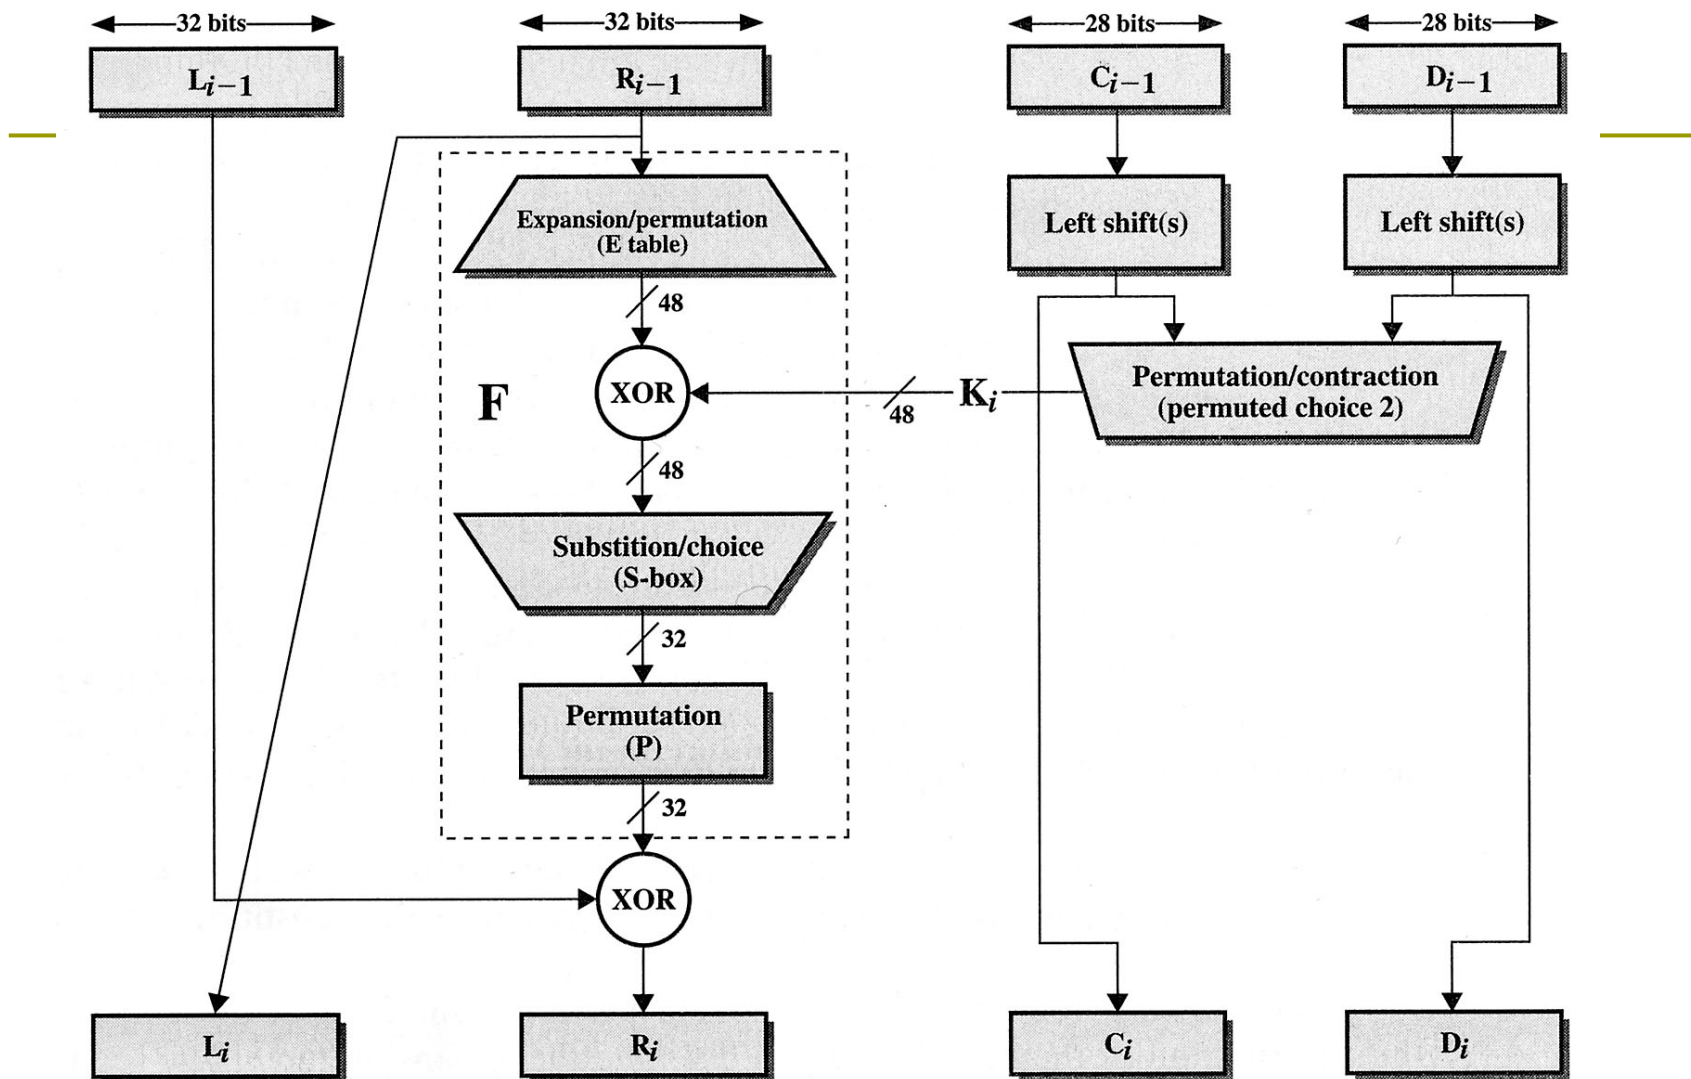 32 bits
32 bits
28 bits
28 bits
Lᵢ₋₁
Rᵢ₋₁
Cᵢ₋₁
Dᵢ₋₁
Expansion/permutation
(E table)
Left shift(s)
Left shift(s)
48
F
XOR
48
Kᵢ
Permutation/contraction
(permuted choice 2)
48
Substition/choice
(S-box)
32
Permutation
(P)
32
XOR
Lᵢ
Rᵢ
Cᵢ
Dᵢ